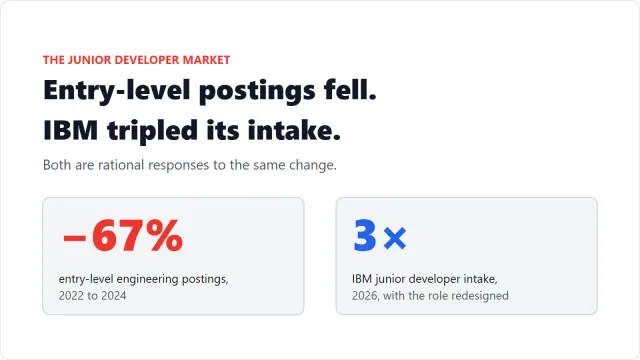 THE JUNIOR DEVELOPER MARKET
Entry-level postings fell.
IBM tripled its intake.
Both are rational responses to the same change.
–67%
entry-level engineering postings,
2022 to 2024
3×
IBM junior developer intake,
2026, with the role redesigned